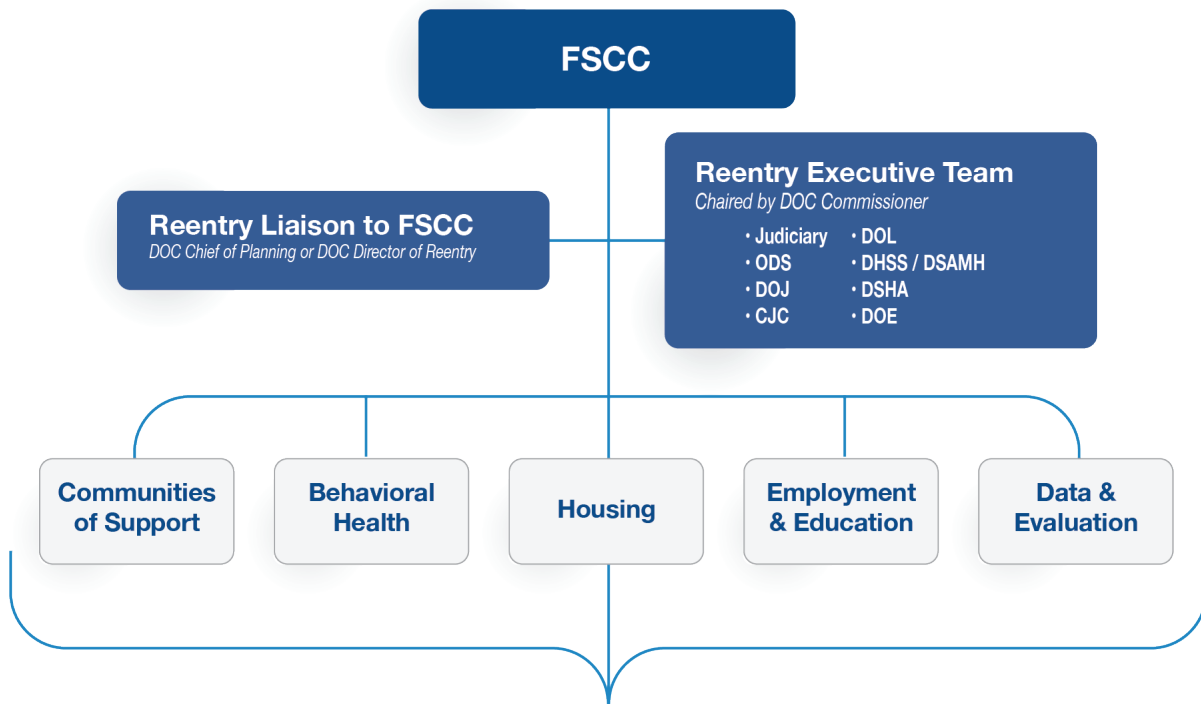 FSCC
Reentry Executive Team
Chaired by DOC Commissioner
• Judiciary
• ODS
• DOJ
• CJC
• DOL
• DHSS / DSAMH
• DSHA
• DOE
Reentry Liaison to FSCC
DOC Chief of Planning or DOC Director of Reentry
Communities
of Support
Behavioral
Health
Housing
Employment
& Education
Data &
Evaluation